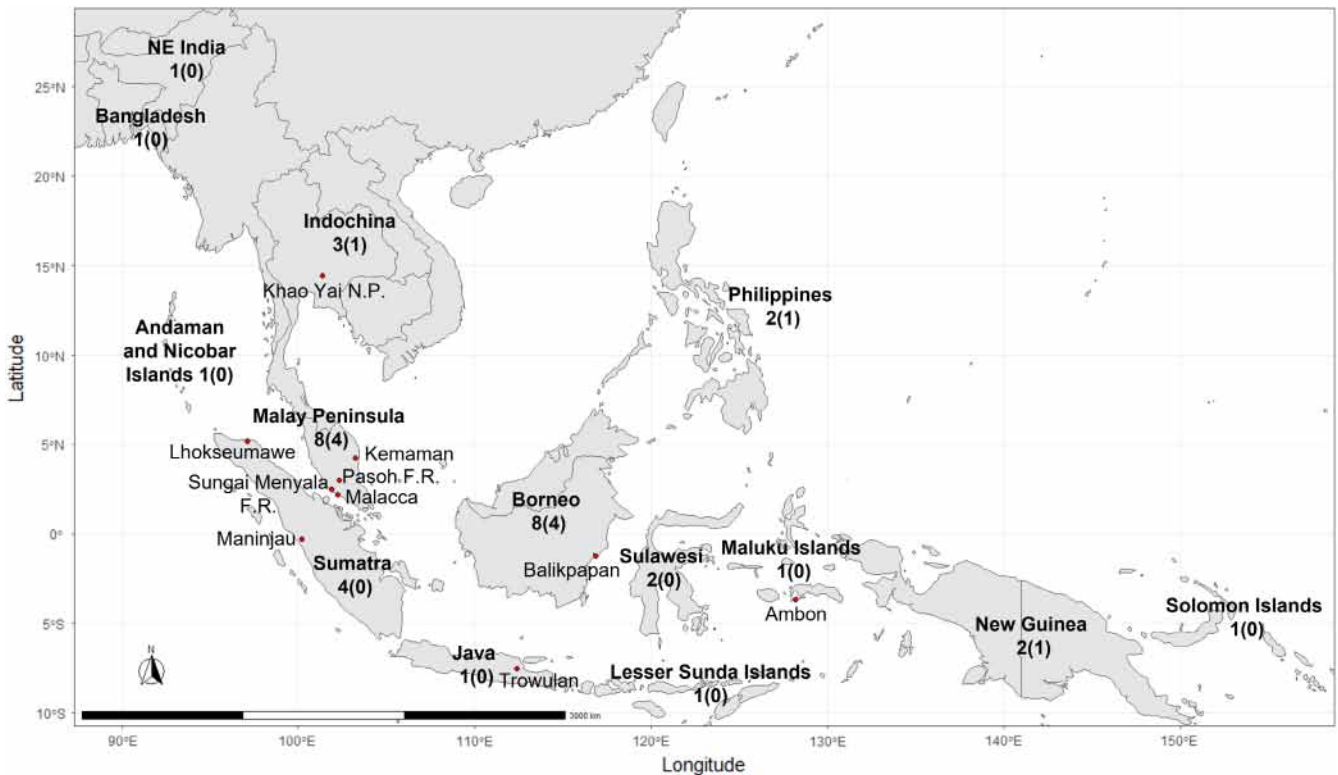 NE India
1(0)
Bangladesh
1(0)
Indochina
3(1)
Khao Yai N.P.
Philippines
2(1)
Andaman
and Nicobar
Islands 1(0)
Malay Peninsula
8(4)
Lhokseumawe
Kemaman
Pasoh F.R.
Sungai Menyala
F.R.
Malacca
Maninjau
Sumatra
4(0)
Borneo
8(4)
Balikpapan
Sulawesi
2(0)
Maluku Islands
1(0)
Ambon
New Guinea
2(1)
Solomon Islands
1(0)
Java
1(0)
Trowulan
Lesser Sunda Islands
1(0)
N
3000 km
25°N
20°N
15°N
10°N
5°N
0°
5°S
10°S
Latitude
90°E
100°E
110°E
120°E
130°E
140°E
150°E
Longitude